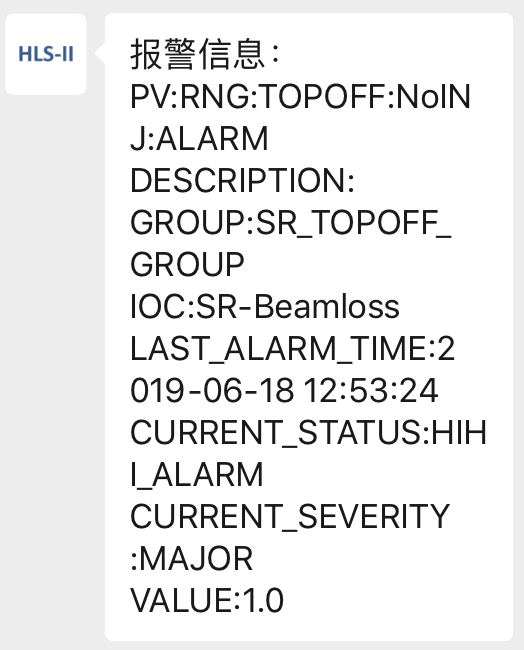 HLS-II
报警信息：
PV:RNG:TOPOFF:NoIN
J:ALARM
DESCRIPTION:
GROUP:SR_TOPOFF_
GROUP
IOC:SR-Beamloss
LAST_ALARM_TIME:2
019-06-18 12:53:24
CURRENT_STATUS:HIH
I_ALARM
CURRENT_SEVERITY
:MAJOR
VALUE:1.0